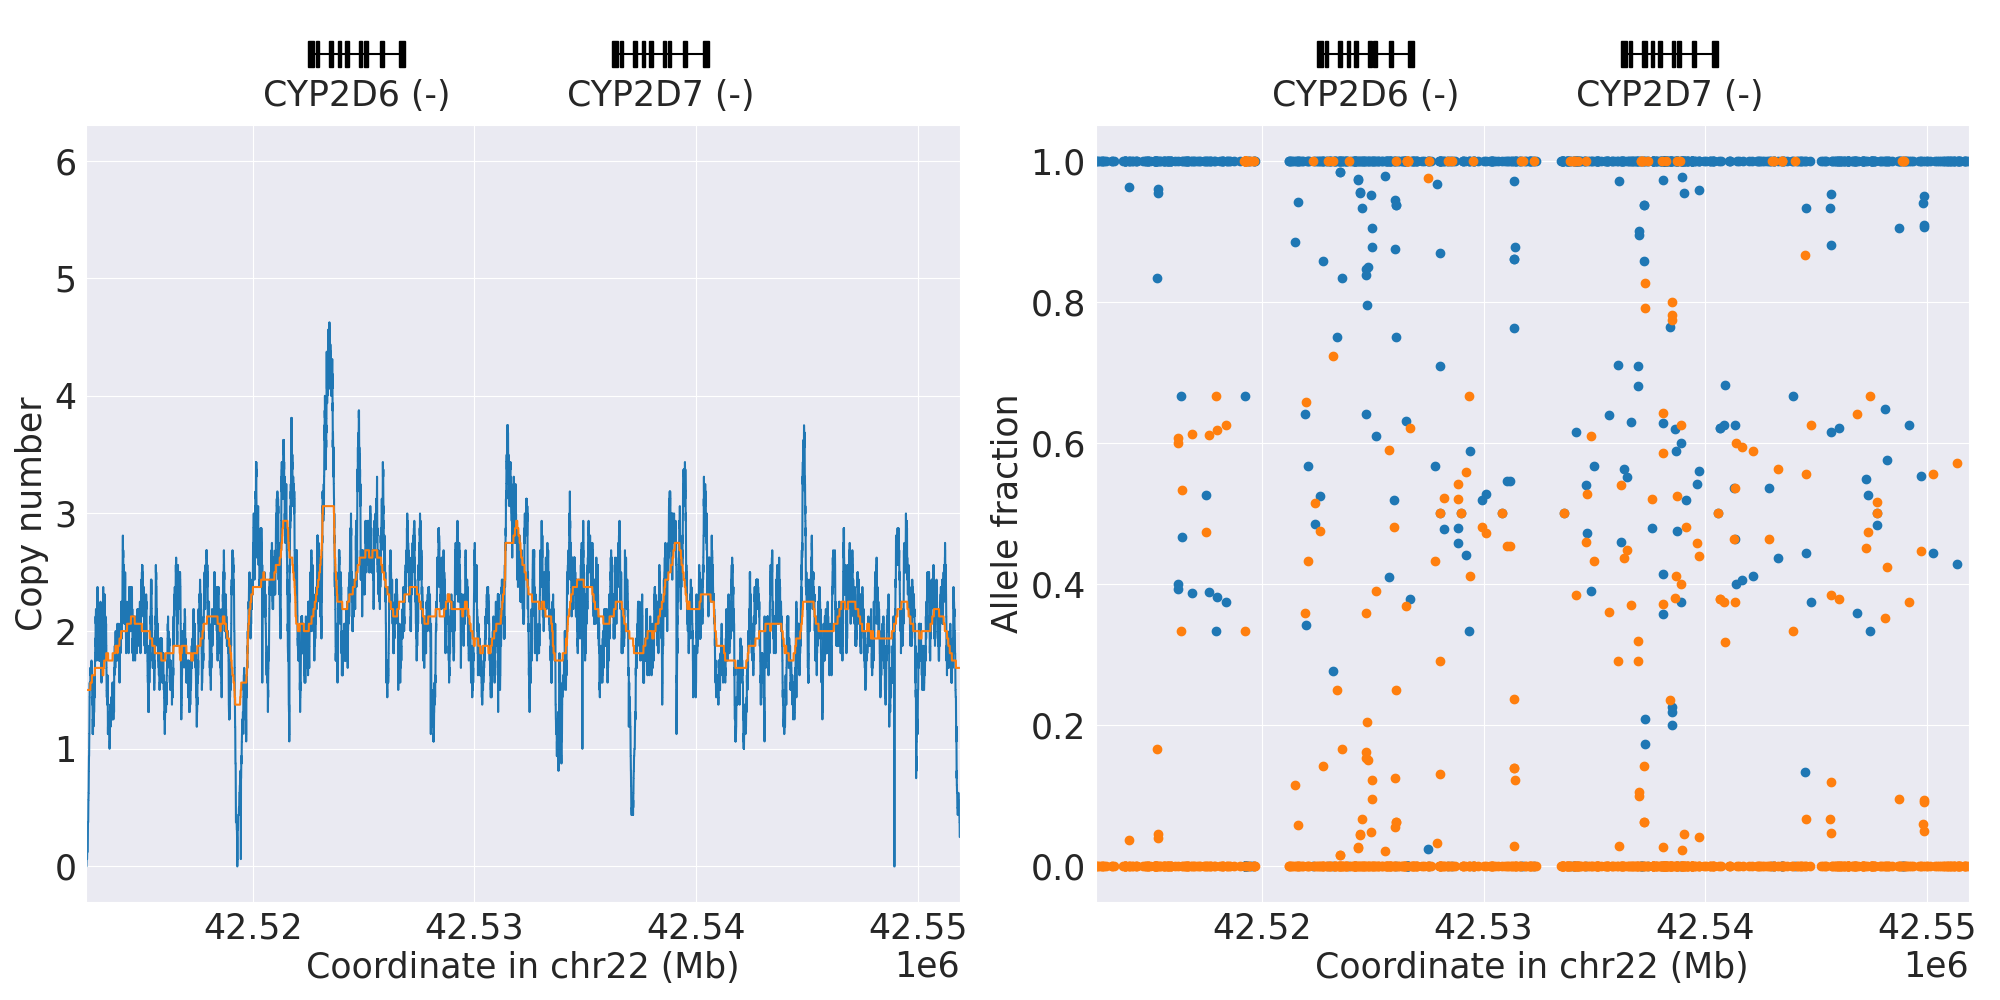 CYP2D6 (-) CYP2D7 (-)
6
5
4
3
2
1
0
Copy number
42.52 42.53 42.54 42.55
Coordinate in chr22 (Mb) 1e6
CYP2D6 (-) CYP2D7 (-)
1.0
0.8
0.6
0.4
0.2
0.0
Allele fraction
42.52 42.53 42.54 42.55
Coordinate in chr22 (Mb) 1e6